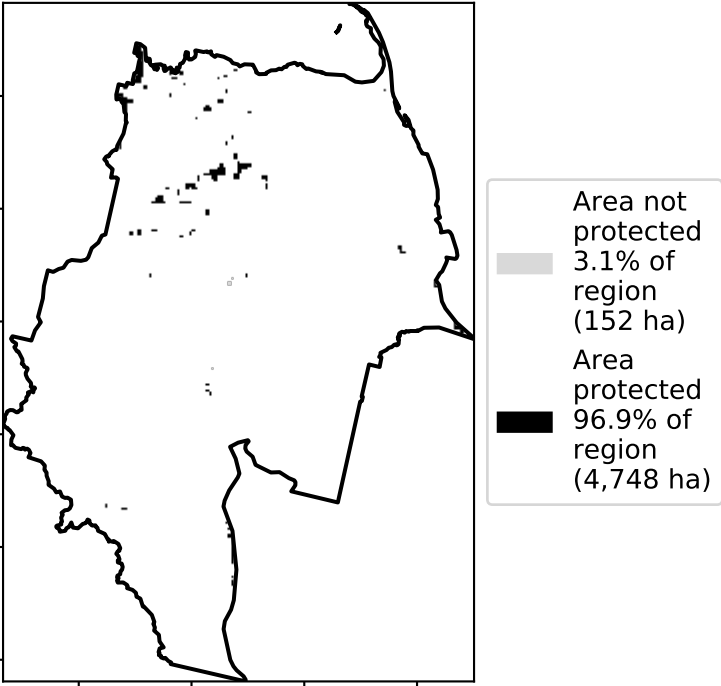 Area not
protected
3.1% of
region
(152 ha)
Area
protected
96.9% of
region
(4,748 ha)